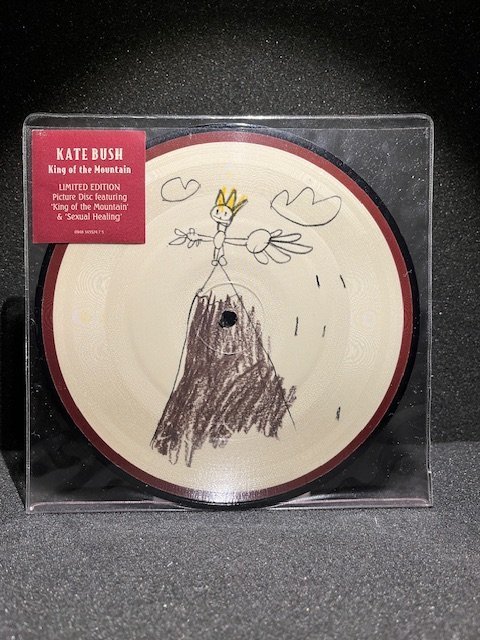 KATE BUSH
King of the Mountain
LIMITED EDITION
Picture Disc featuring
'King of the Mountain'
& 'Sexual Healing'